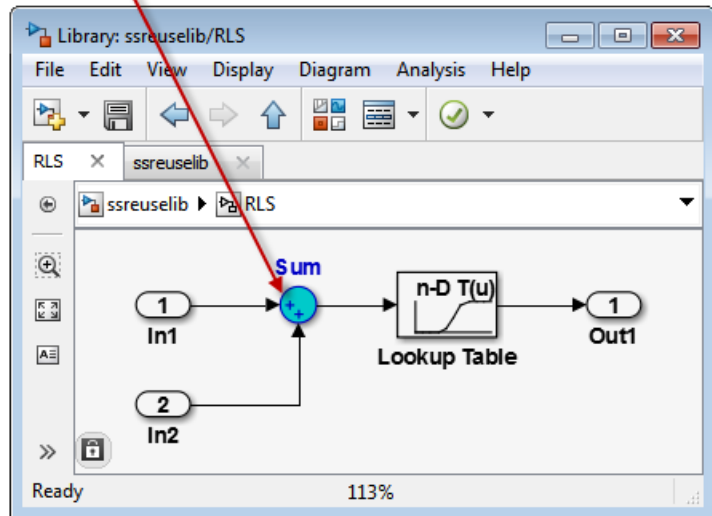 Library: ssreuselib/RLS
File Edit View Display Diagram Analysis Help
RLS ssreuselib
ssreuselib RLS
Sum
1
In1
n-D T(u)
Lookup Table
1
Out1
2
In2
Ready 113%